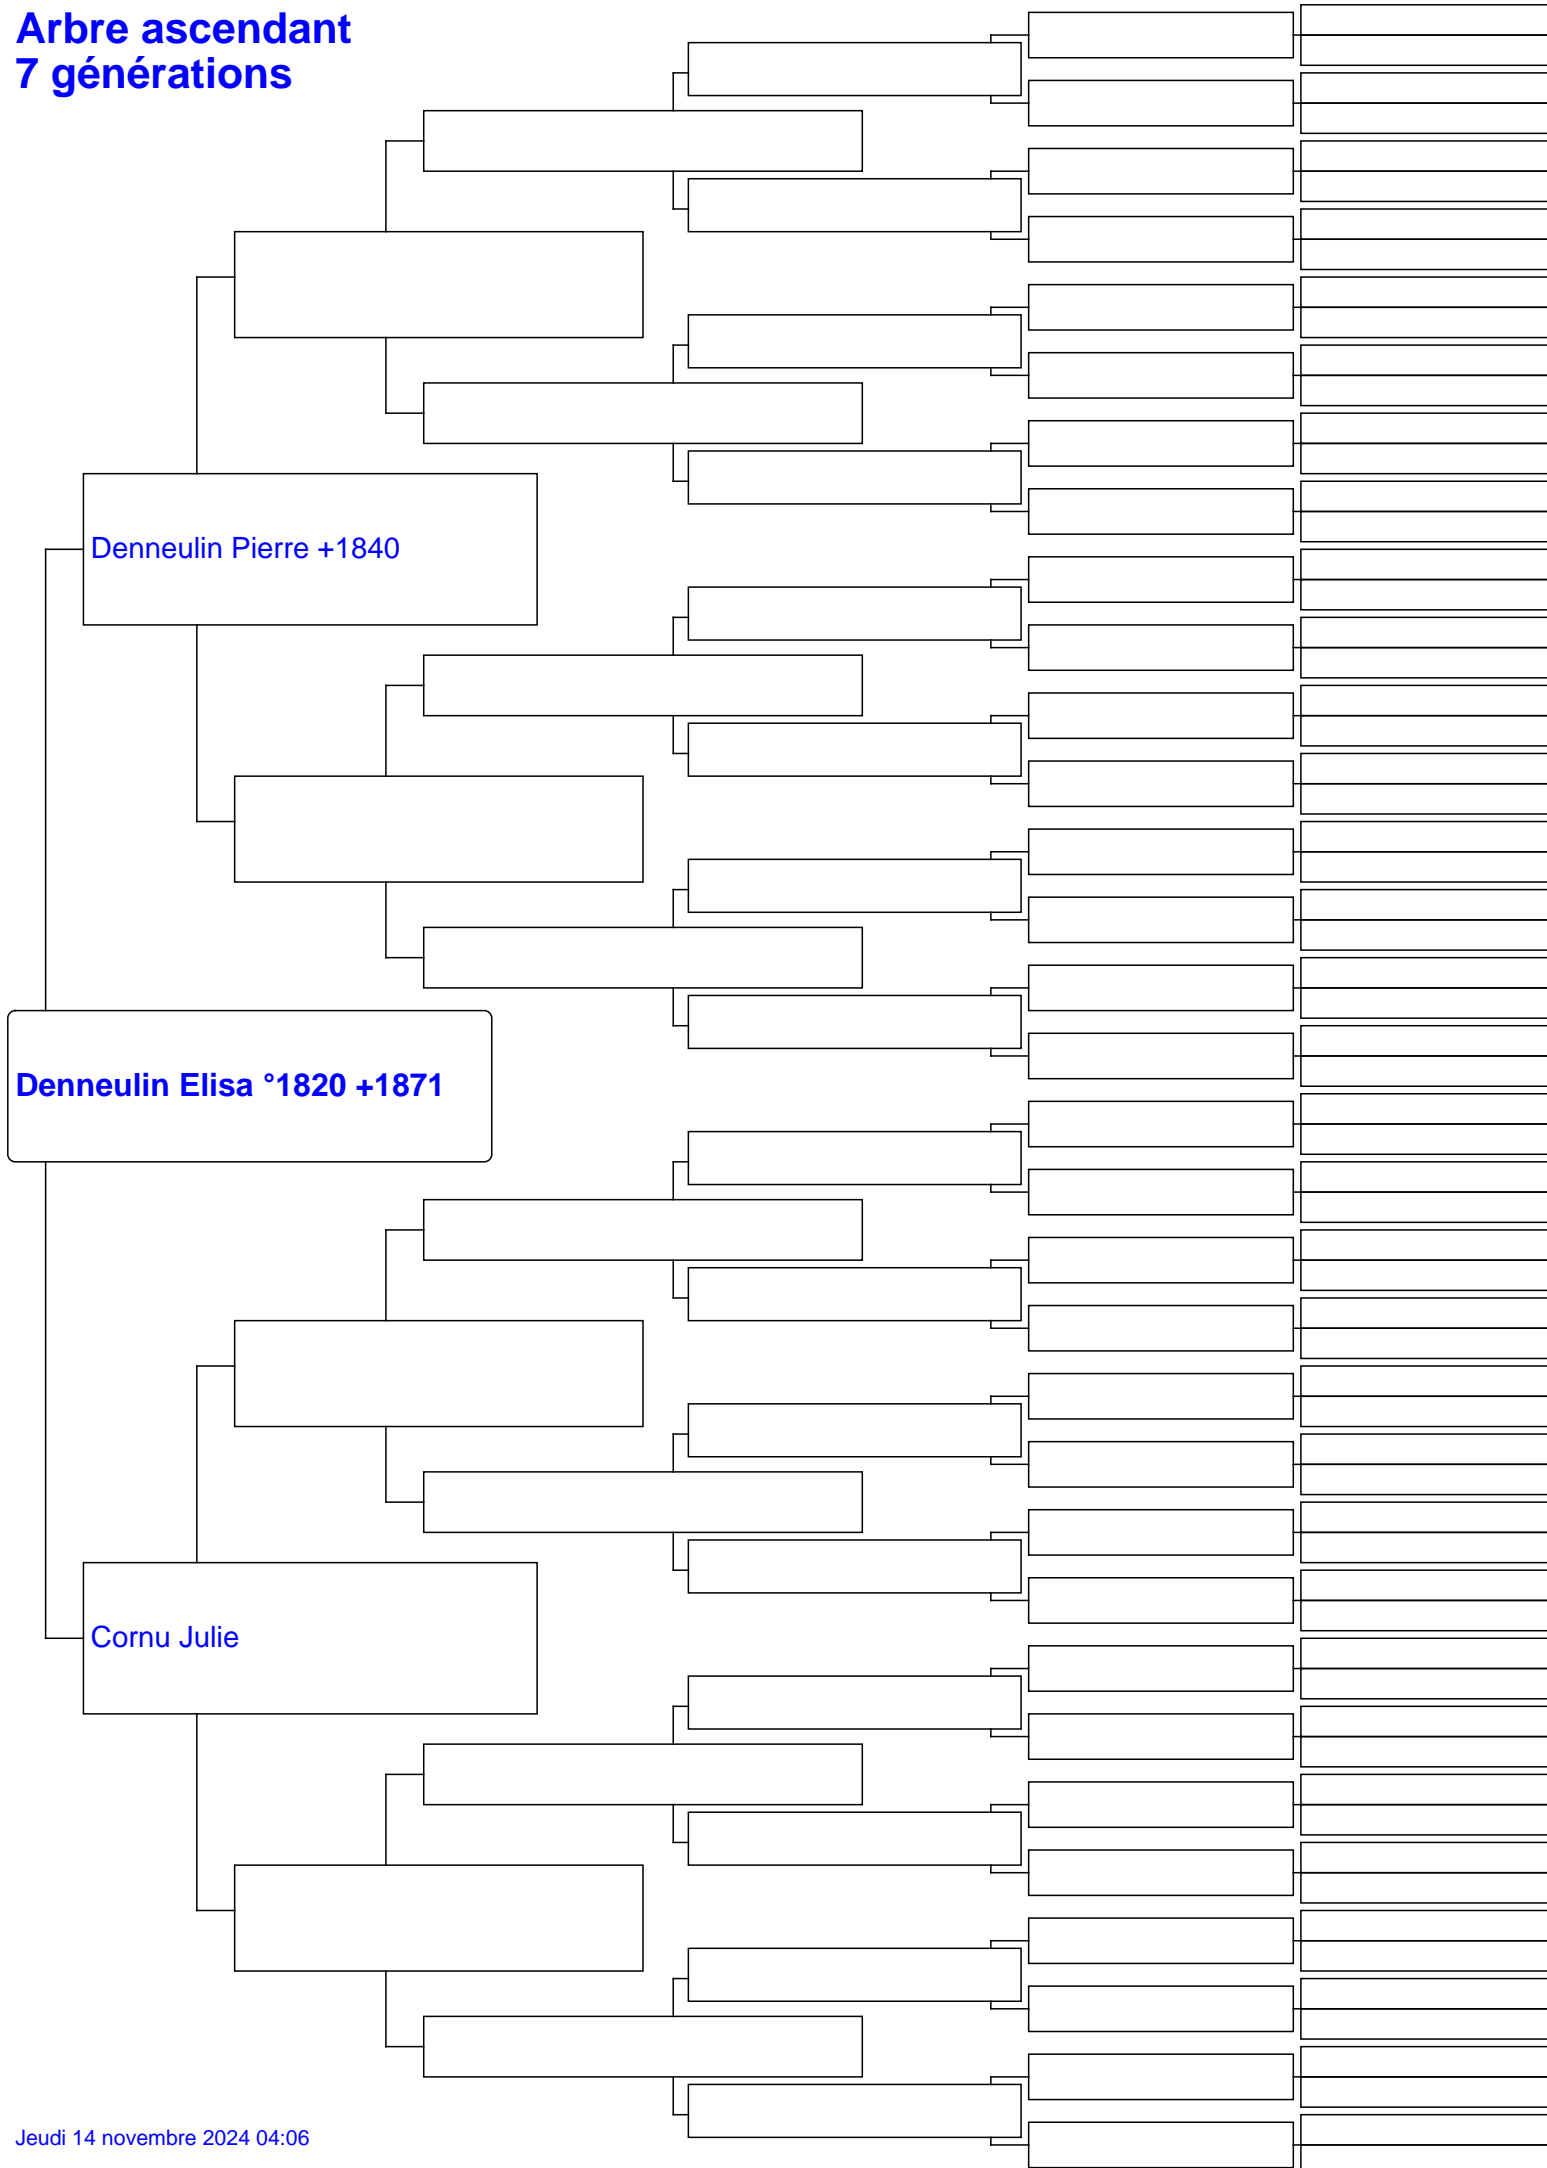 Arbre ascendant
7 générations
Denneulin Pierre +1840
Denneulin Elisa °1820 +1871
Cornu Julie
Jeudi 14 novembre 2024 04:06